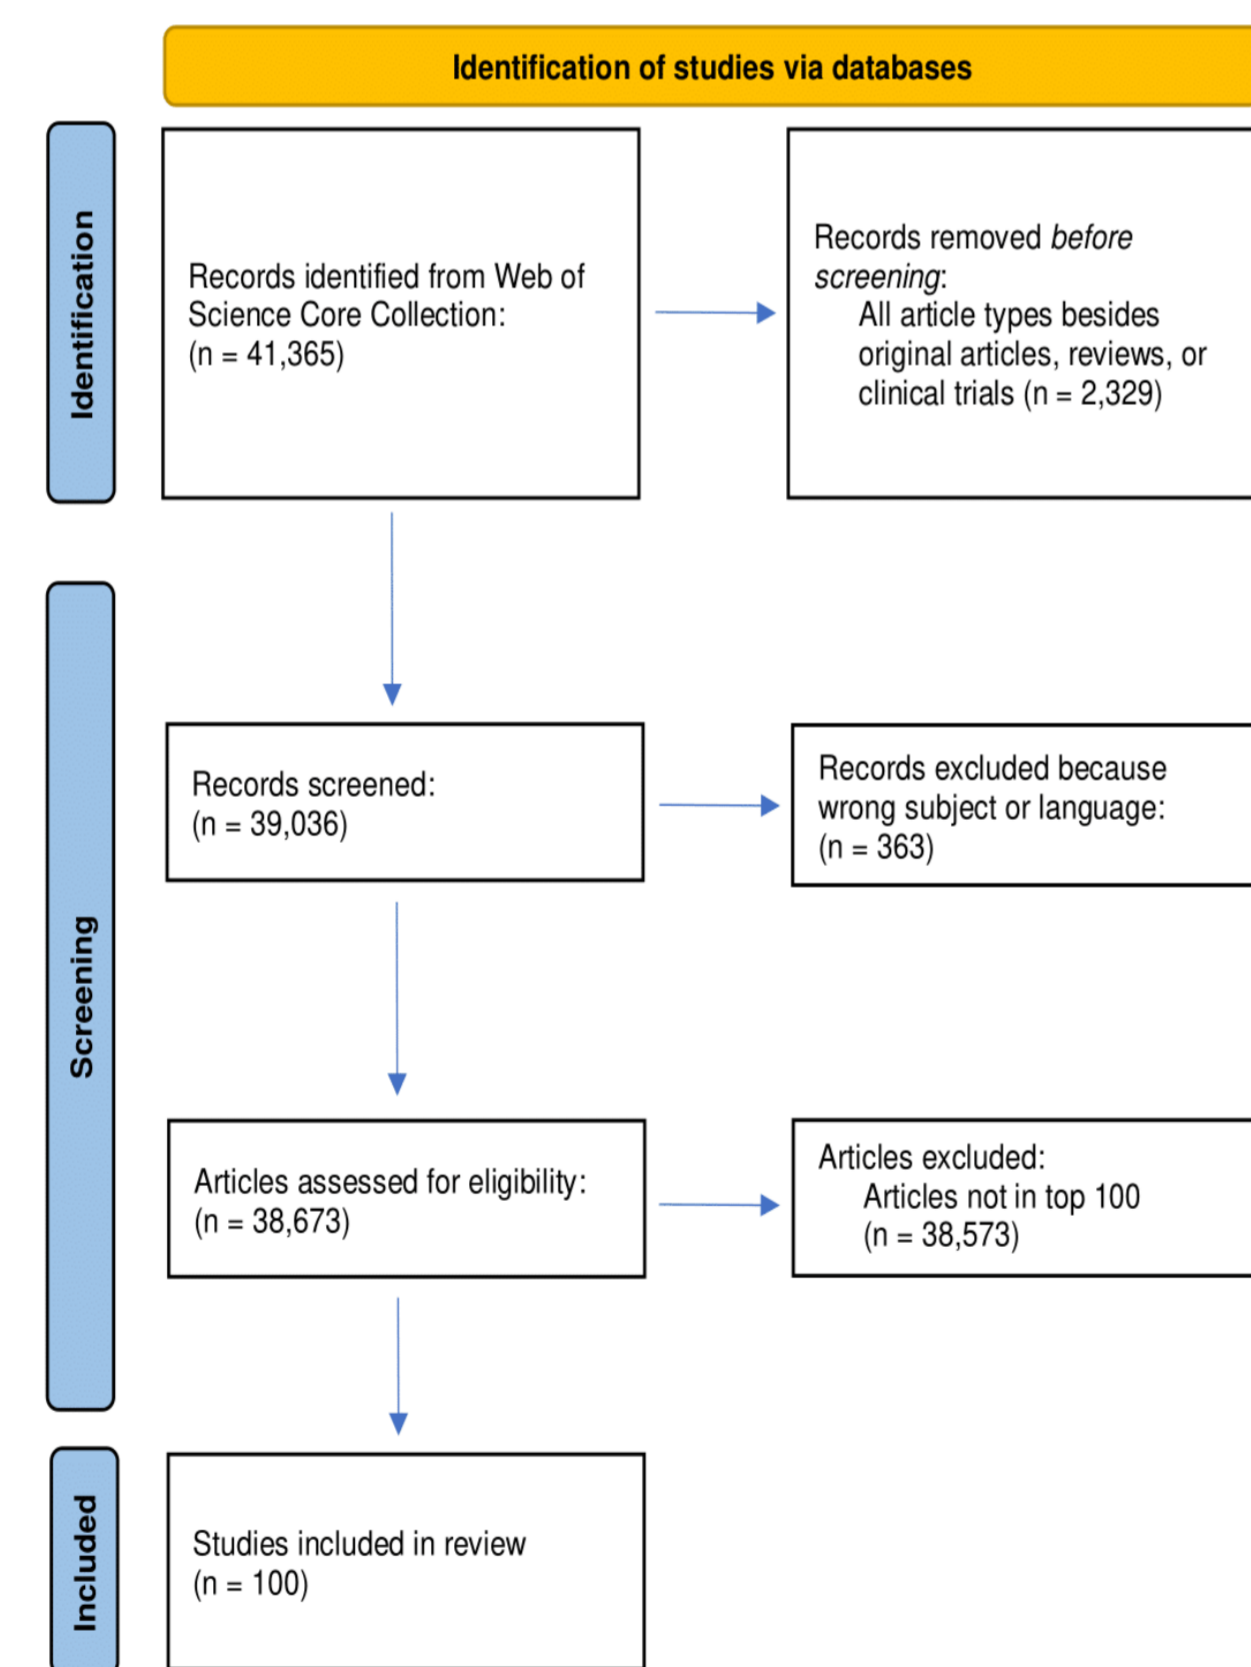 Identification of studies via databases
Identification
Records identified from Web of
Science Core Collection:
(n = 41,365)
Records removed before
screening:
All article types besides
original articles, reviews, or
clinical trials (n = 2,329)
Screening
Records screened:
(n = 39,036)
Records excluded because
wrong subject or language:
(n = 363)
Articles assessed for eligibility:
(n = 38,673)
Articles excluded:
Articles not in top 100
(n = 38,573)
Included
Studies included in review
(n = 100)